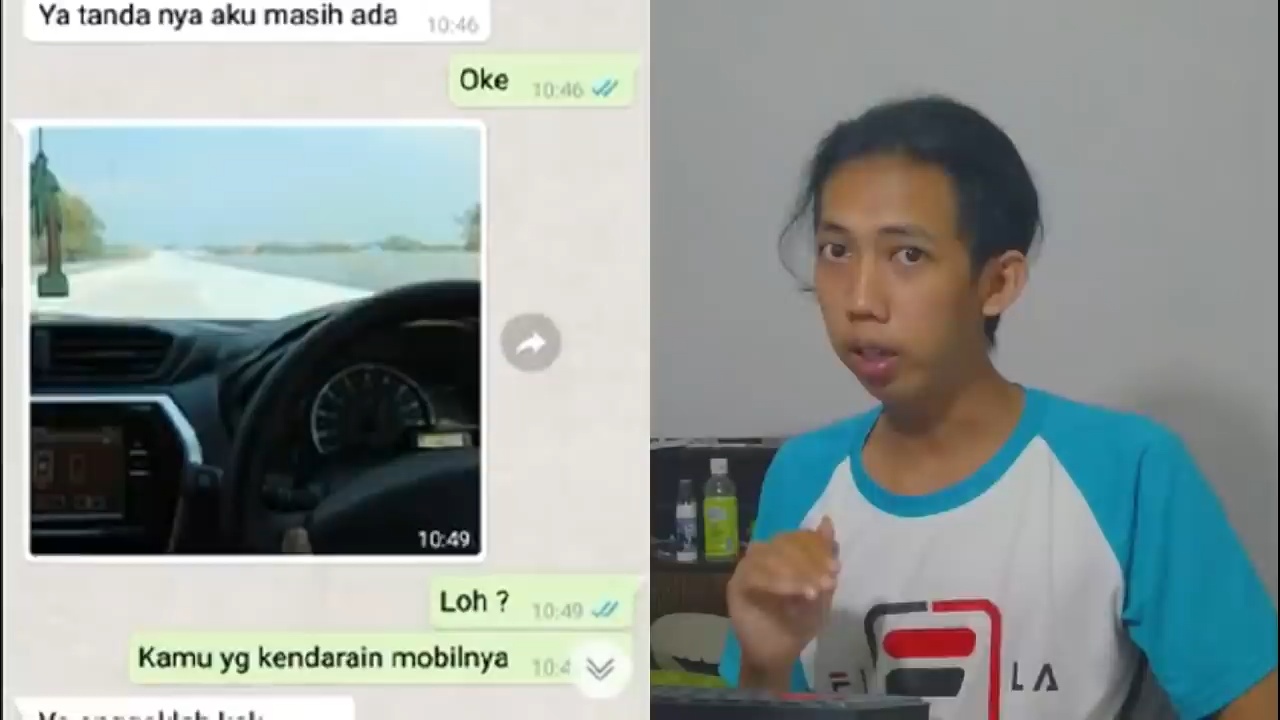 Ya tanda nya aku masih ada 10:46
Oke 10:46
10:49
Loh ? 10:49
Kamu yg kendarain mobilnya
LA